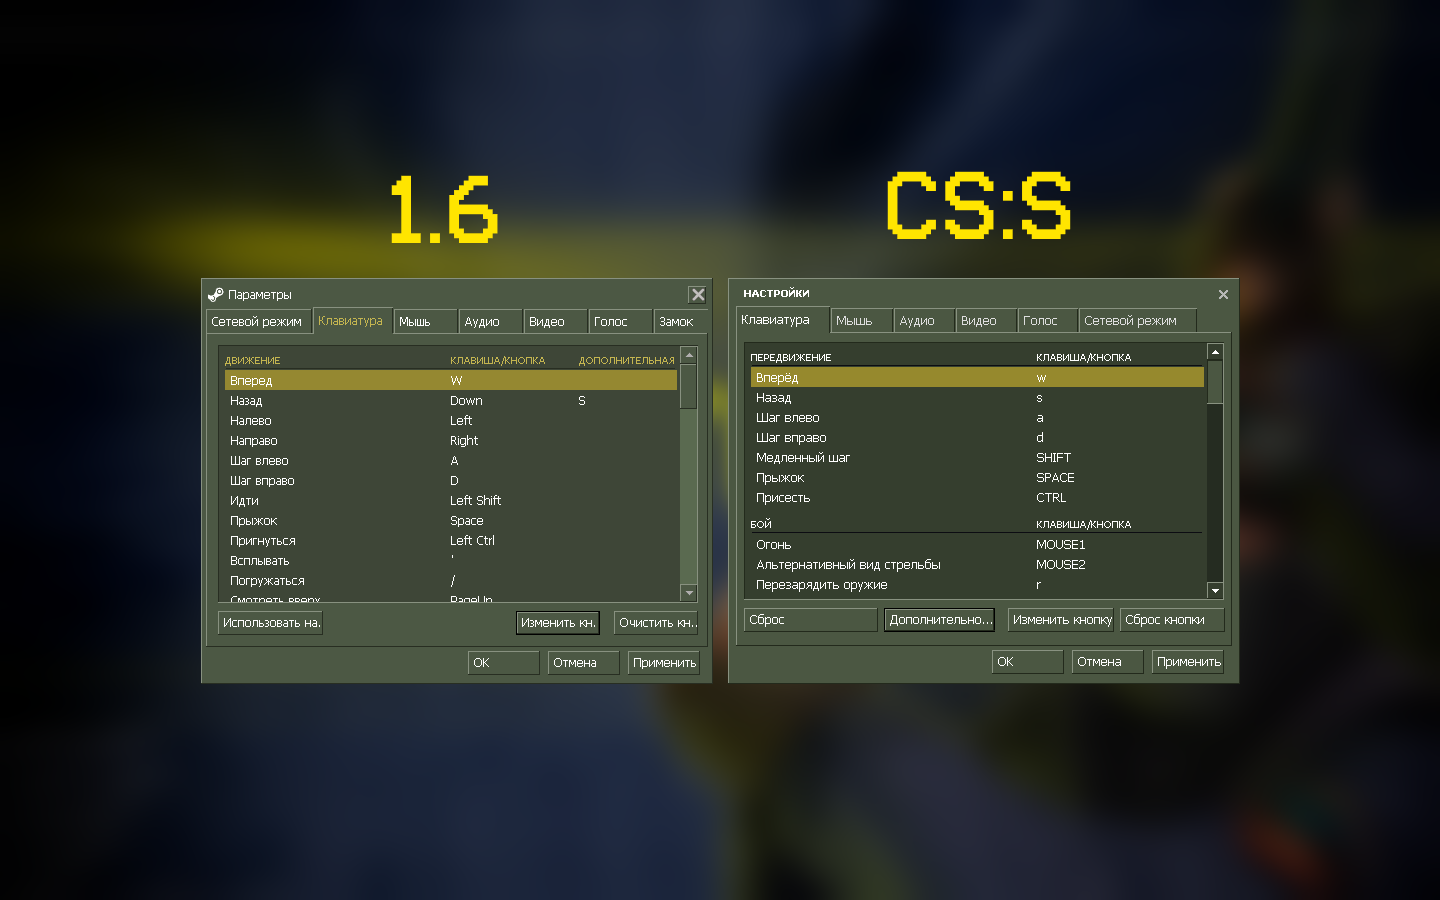 1.6
CS:S
Параметры
Сетевой режим Клавиатура Мышь Аудио Видео Голос Замок
ДВИЖЕНИЕ КЛАВИША/КНОПКА ДОПОЛНИТЕЛЬНАЯ
Вперед W
Назад Down S
Налево Left
Направо Right
Шаг влево A
Шаг вправо D
Идти Left Shift
Прыжок Space
Пригнуться Left Ctrl
Всплывать '
Погружаться /
Смотреть вверх PageUp
Использовать на. Изменить кн. Очистить кн..
OK Отмена Применить
НАСТРОЙКИ
Клавиатура Мышь Аудио Видео Голос Сетевой режим
ПЕРЕДВИЖЕНИЕ КЛАВИША/КНОПКА
Вперёд w
Назад s
Шаг влево a
Шаг вправо d
Медленный шаг SHIFT
Прыжок SPACE
Присесть CTRL
БОЙ КЛАВИША/КНОПКА
Огонь MOUSE1
Альтернативный вид стрельбы MOUSE2
Перезарядить оружие r
Сброс Дополнительно... Изменить кнопку Сброс кнопки
OK Отмена Применить